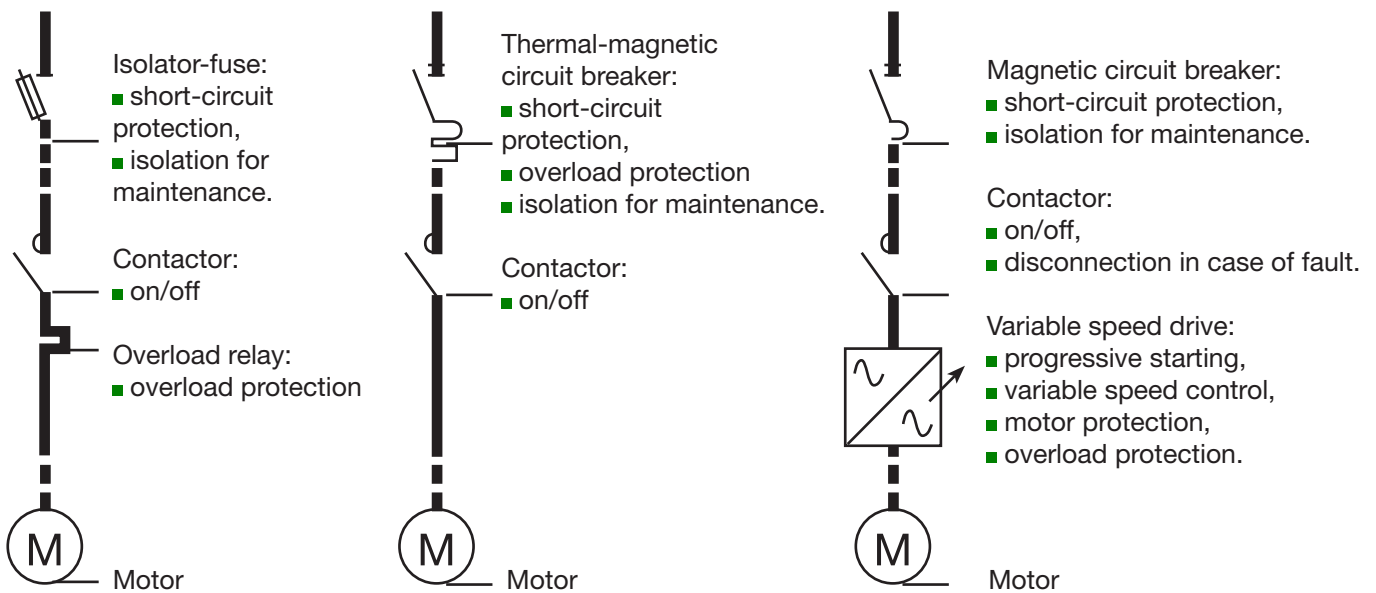 Isolator-fuse:
■ short-circuit
protection,
■ isolation for
maintenance.
Contactor:
■ on/off
Overload relay:
■ overload protection
M
Motor
Thermal-magnetic
circuit breaker:
■ short-circuit
protection,
■ overload protection
■ isolation for maintenance.
Contactor:
■ on/off
M
Motor
Magnetic circuit breaker:
■ short-circuit protection,
■ isolation for maintenance.
Contactor:
■ on/off,
■ disconnection in case of fault.
Variable speed drive:
■ progressive starting,
■ variable speed control,
■ motor protection,
■ overload protection.
M
Motor